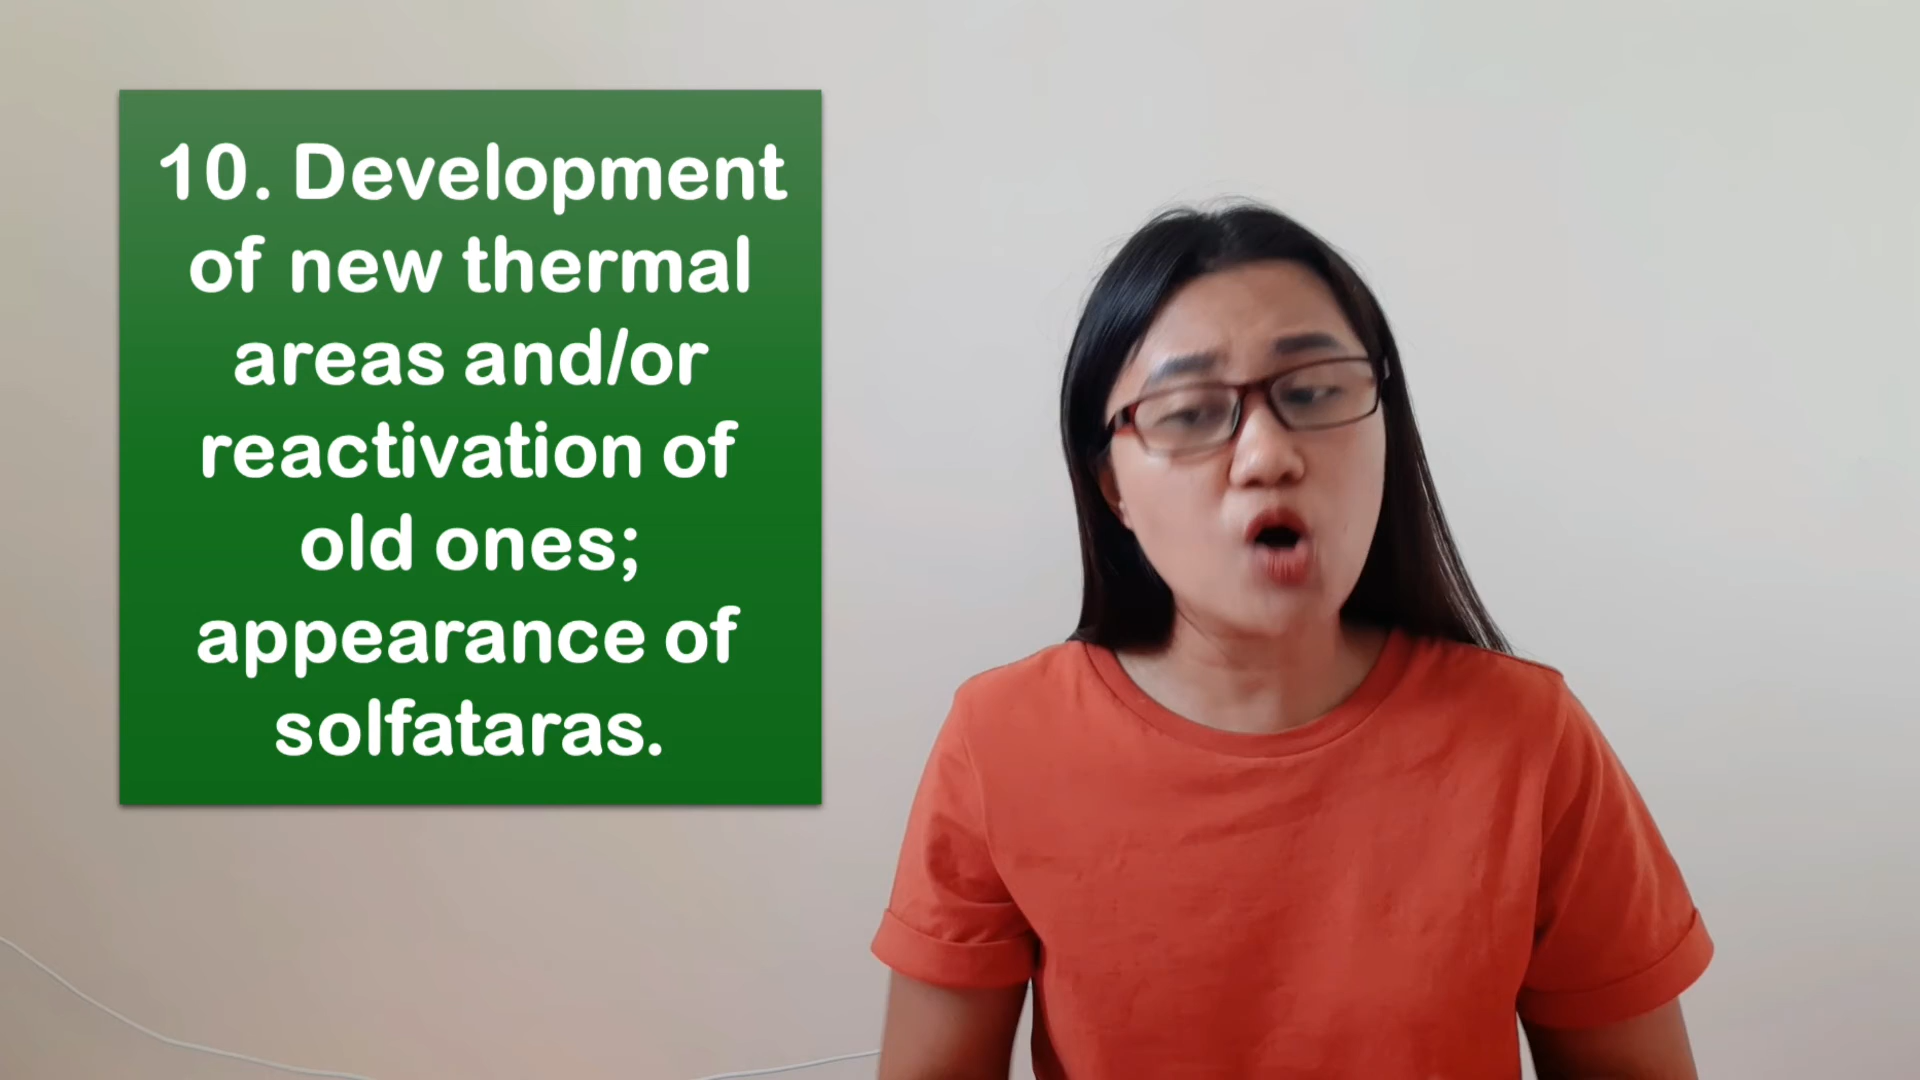 10. Development
of new thermal
areas and/or
reactivation of
old ones;
appearance of
solfataras.